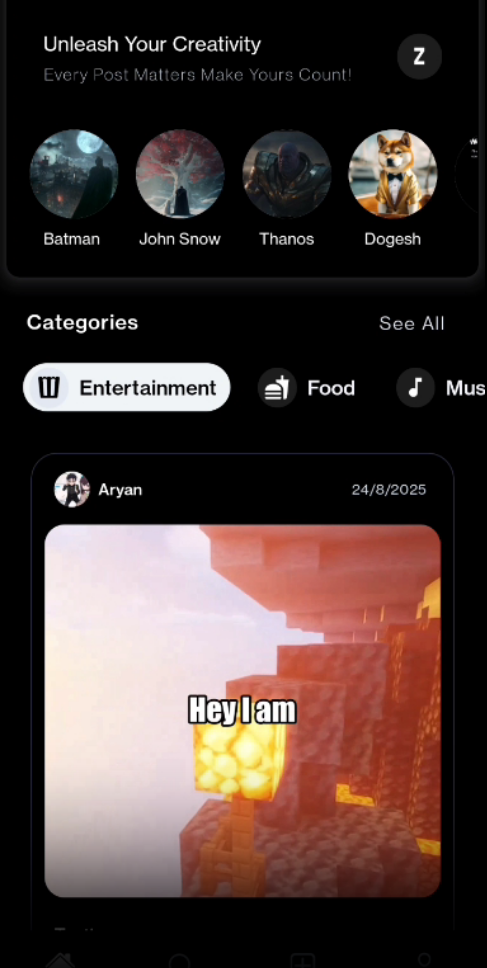 Unleash Your Creativity
Z
Every Post Matters Make Yours Count!
Batman
John Snow
Thanos
Dogesh
Categories
See All
Entertainment
Food
Mus
Aryan
24/8/2025
Hey I am